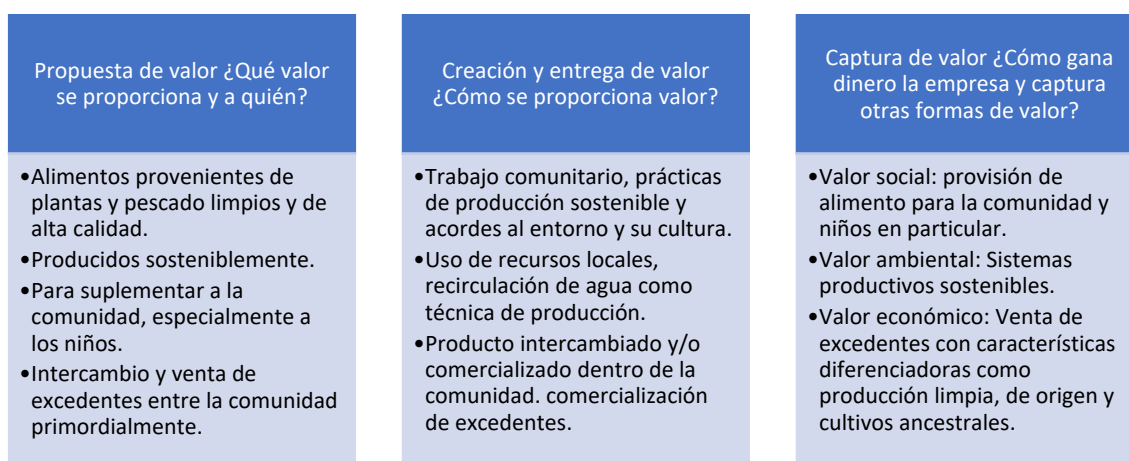 Propuesta de valor ¿Qué valor
se proporciona y a quién?
•Alimentos provenientes de
plantas y pescado limpios y de
alta calidad.
•Producidos sosteniblemente.
•Para suplementar a la
comunidad, especialmente a
los niños.
•Intercambio y venta de
excedentes entre la comunidad
primordialmente.
Creación y entrega de valor
¿Cómo se proporciona valor?
•Trabajo comunitario, prácticas
de producción sostenible y
acordes al entorno y su cultura.
•Uso de recursos locales,
recirculación de agua como
técnica de producción.
•Producto intercambiado y/o
comercializado dentro de la
comunidad. comercialización
de excedentes.
Captura de valor ¿Cómo gana
dinero la empresa y captura
otras formas de valor?
•Valor social: provisión de
alimento para la comunidad y
niños en particular.
•Valor ambiental: Sistemas
productivos sostenibles.
•Valor económico: Venta de
excedentes con características
diferenciadoras como
producción limpia, de origen y
cultivos ancestrales.